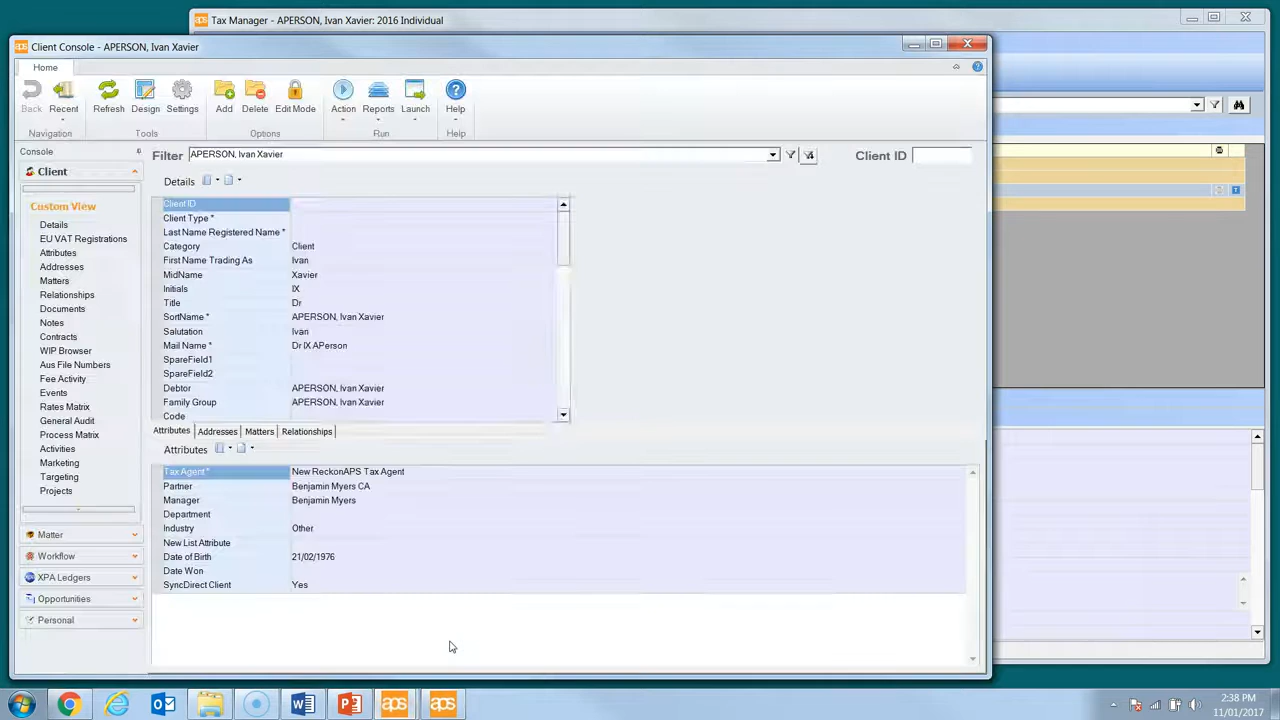 aps Tax Manager - APERSON, Ivan Xavier: 2016 Individual
aps Client Console - APERSON, Ivan Xavier
Home
Back Recent Refresh Design Settings Add Delete Edit Mode Action Reports Launch Help
Navigation Tools Options Run Help
Console
Client
Custom View
Details
EU VAT Registrations
Attributes
Addresses
Matters
Relationships
Documents
Notes
Contracts
WIP Browser
Aus File Numbers
Fee Activity
Events
Rates Matrix
General Audit
Process Matrix
Activities
Marketing
Targeting
Projects
Matter
Workflow
XPA Ledgers
Opportunities
Personal
Filter APERSON, Ivan Xavier Client ID
Details
Client ID
Client Type *
Last Name Registered Name *
Category Client
First Name Trading As Ivan
MidName Xavier
Initials IX
Title Dr
SortName * APERSON, Ivan Xavier
Salutation Ivan
Mail Name * Dr IX APerson
SpareField1
SpareField2
Debtor APERSON, Ivan Xavier
Family Group APERSON, Ivan Xavier
Code
Attributes Addresses Matters Relationships
Attributes
Tax Agent * New ReckonAPS Tax Agent
Partner Benjamin Myers CA
Manager Benjamin Myers
Department
Industry Other
New List Attribute
Date of Birth 21/02/1976
Date Won
SyncDirect Client Yes
aps aps
2:38 PM
11/01/2017